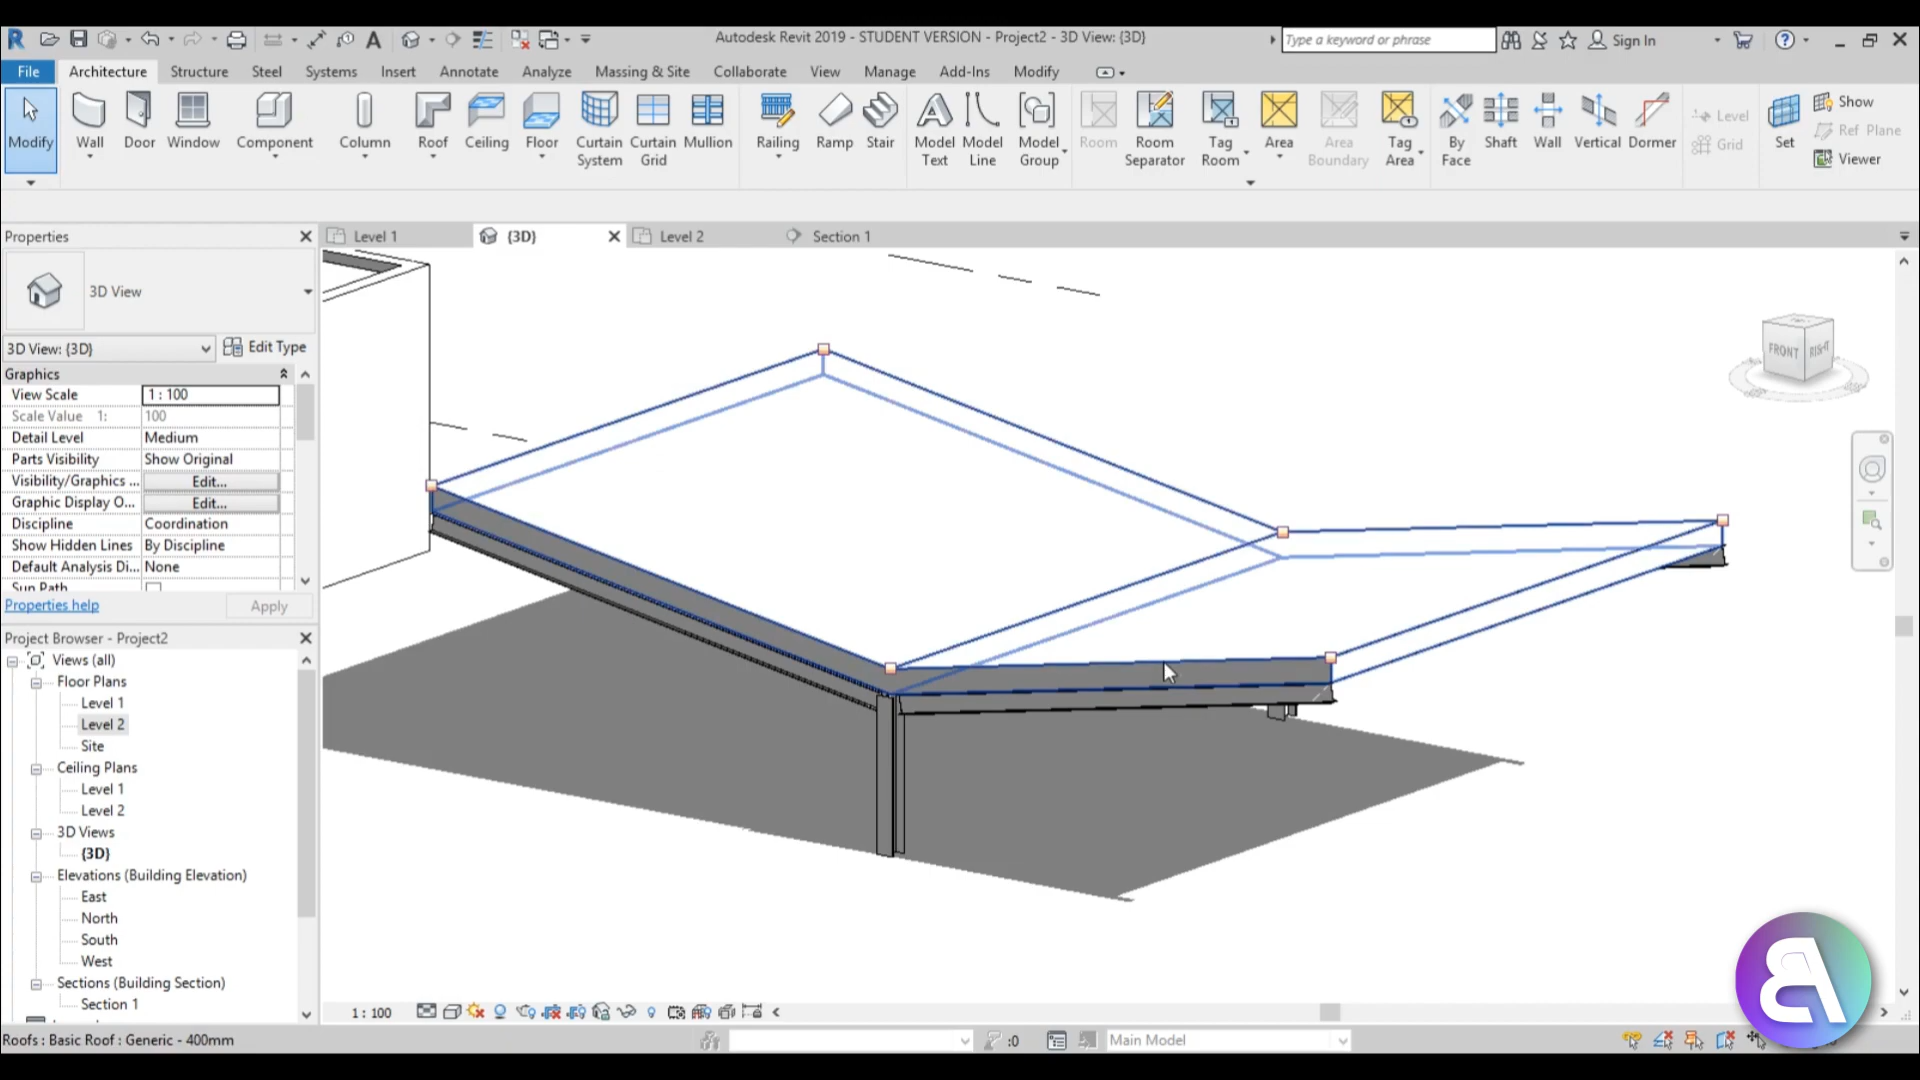 Autodesk Revit 2019 - STUDENT VERSION - Project2 - 3D View: {3D}
Type a keyword or phrase
Sign In
File Architecture Structure Steel Systems Insert Annotate Analyze Massing & Site Collaborate View Manage Add-Ins Modify
Modify Wall Door Window Component Column Roof Ceiling Floor Curtain System Curtain Grid Mullion Railing Ramp Stair Model Text Model Line Model Group Room Room Separator Tag Room Area Area Boundary Tag Area By Face Shaft Wall Vertical Dormer Level Grid Set Show Ref Plane Viewer
Properties
Level 1 {3D} Level 2 Section 1
3D View
3D View: {3D} Edit Type
Graphics
View Scale 1 : 100
Scale Value 1: 100
Detail Level Medium
Parts Visibility Show Original
Visibility/Graphics ... Edit...
Graphic Display O... Edit...
Discipline Coordination
Show Hidden Lines By Discipline
Default Analysis Di... None
Sun Path
Properties help Apply
Project Browser - Project2
Views (all)
Floor Plans
Level 1
Level 2
Site
Ceiling Plans
Level 1
Level 2
3D Views
{3D}
Elevations (Building Elevation)
East
North
South
West
Sections (Building Section)
Section 1
FRONT RIGHT
1 : 100
Roofs : Basic Roof : Generic - 400mm
:0
Main Model